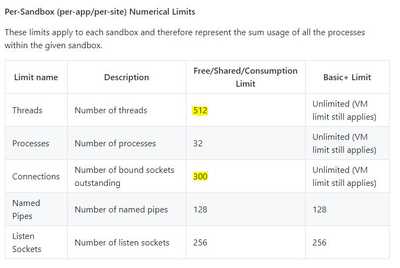 Per-Sandbox (per-app/per-site) Numerical Limits
These limits apply to each sandbox and therefore represent the sum usage of all the processes
within the given sandbox.
Limit name Description Free/Shared/Consumption Limit Basic+ Limit
Threads Number of threads 512 Unlimited (VM limit still applies)
Processes Number of processes 32 Unlimited (VM limit still applies)
Connections Number of bound sockets outstanding 300 Unlimited (VM limit still applies)
Named Pipes Number of named pipes 128 128
Listen Sockets Number of listen sockets 256 256